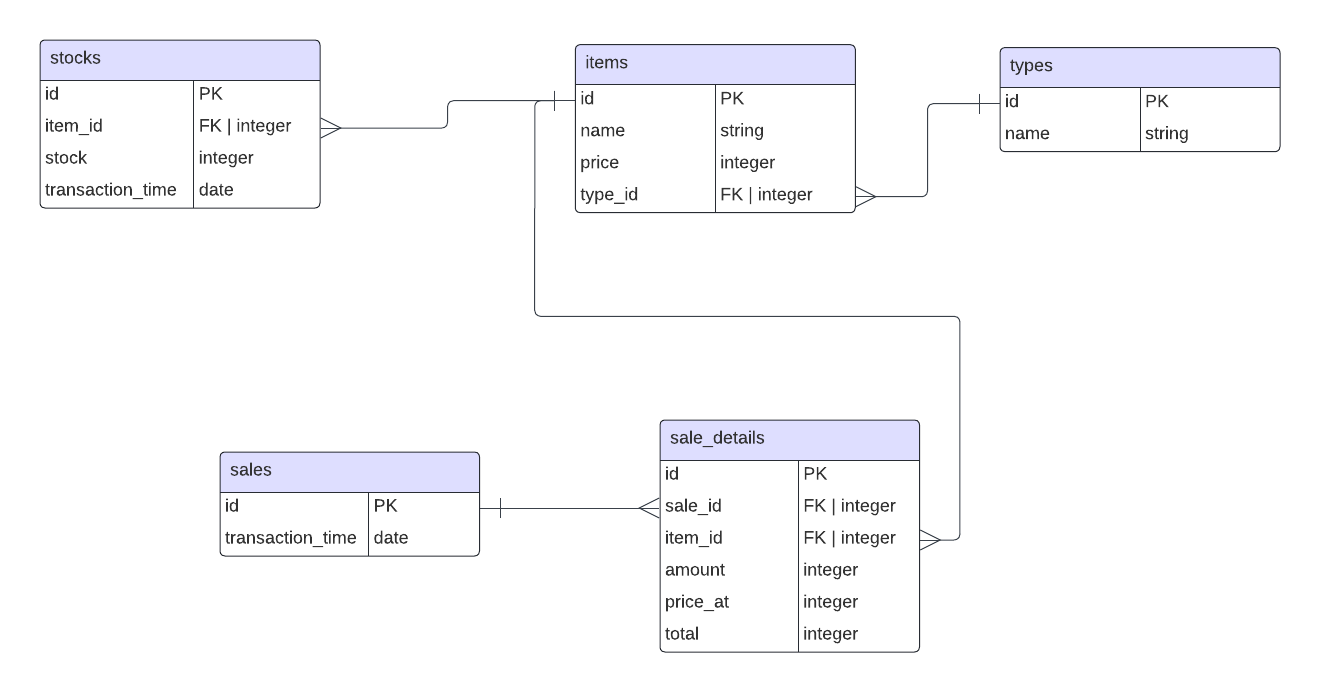 stocks
id PK
item_id FK | integer
stock integer
transaction_time date
items
id PK
name string
price integer
type_id FK | integer
types
id PK
name string
sales
id PK
transaction_time date
sale_details
id PK
sale_id FK | integer
item_id FK | integer
amount integer
price_at integer
total integer